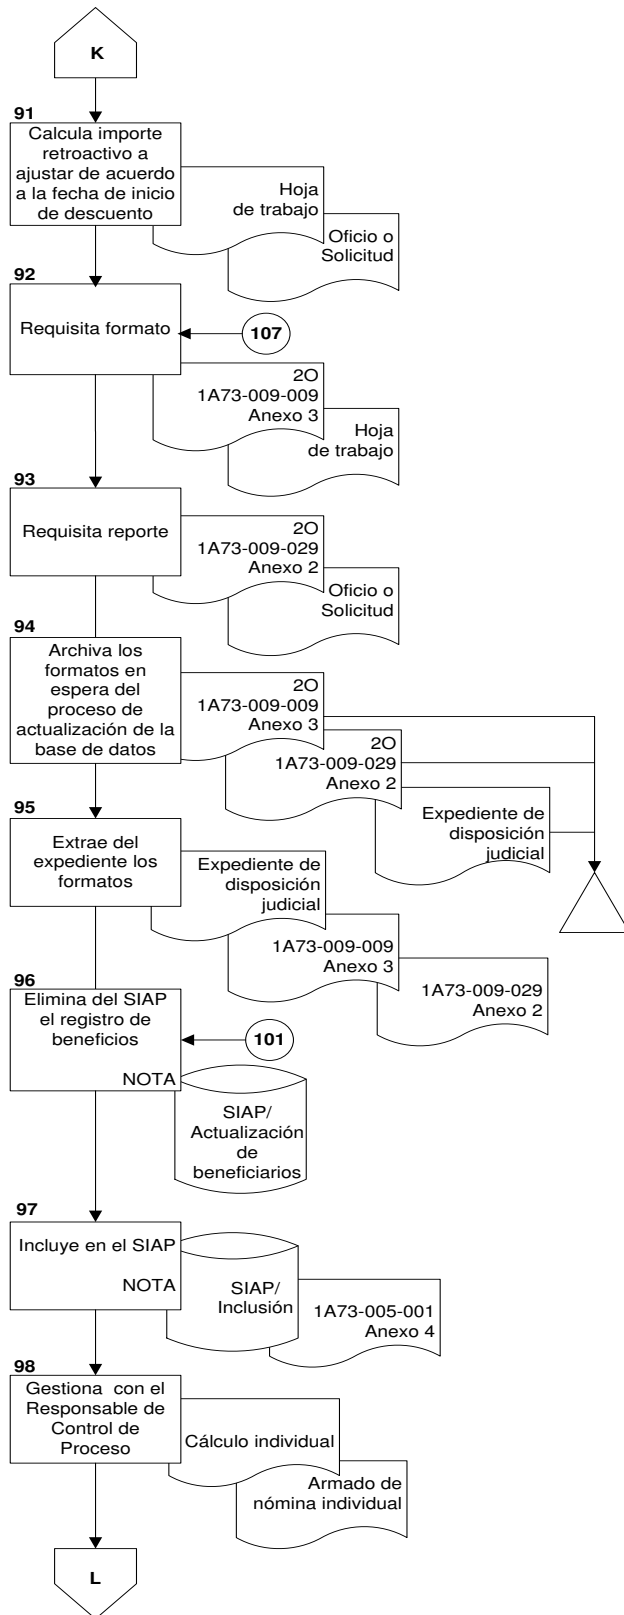 K
91
Calcula importe
retroactivo a
ajustar de acuerdo
a la fecha de inicio
de descuento
Hoja
de trabajo
Oficio o
Solicitud
92
Requisita formato
107
2O
1A73-009-009
Anexo 3
Hoja
de trabajo
93
Requisita reporte
2O
1A73-009-029
Anexo 2
Oficio o
Solicitud
94
Archiva los
formatos en
espera del
proceso de
actualización de la
base de datos
2O
1A73-009-009
Anexo 3
2O
1A73-009-029
Anexo 2
Expediente de
disposición
judicial
95
Extrae del
expediente los
formatos
Expediente de
disposición
judicial
1A73-009-009
Anexo 3
1A73-009-029
Anexo 2
96
Elimina del SIAP
el registro de
beneficios
NOTA
101
SIAP/
Actualización
de
beneficiarios
97
Incluye en el SIAP
NOTA
SIAP/
Inclusión
1A73-005-001
Anexo 4
98
Gestiona con el
Responsable de
Control de
Proceso
Cálculo individual
Armado de
nómina individual
L